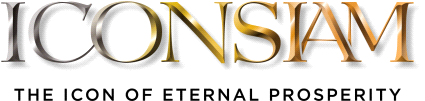 ICONSIAM
THE ICON OF ETERNAL PROSPERITY